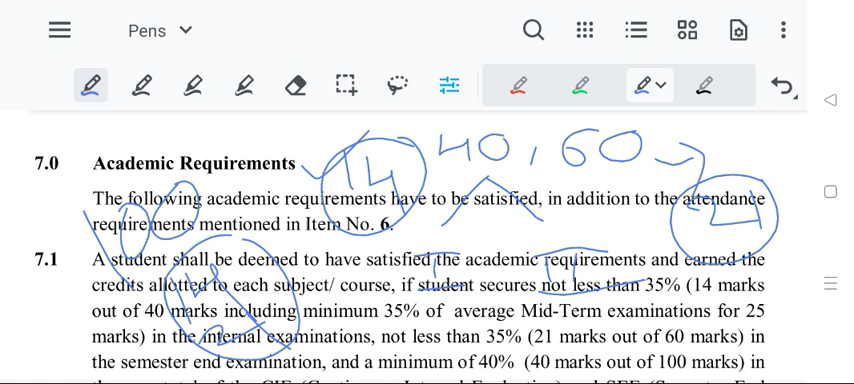 Pens
14 40, 60
7.0 Academic Requirements
The following academic requirements have to be satisfied, in addition to the attendance
requirements mentioned in Item No. 6.
21
100
7.1 A student shall be deemed to have satisfied the academic requirements and earned the
credits allotted to each subject/ course, if student secures not less than 35% (14 marks
I II
out of 40 marks including minimum 35% of average Mid-Term examinations for 25
marks) in the internal examinations, not less than 35% (21 marks out of 60 marks) in
the semester end examination, and a minimum of 40% (40 marks out of 100 marks) in